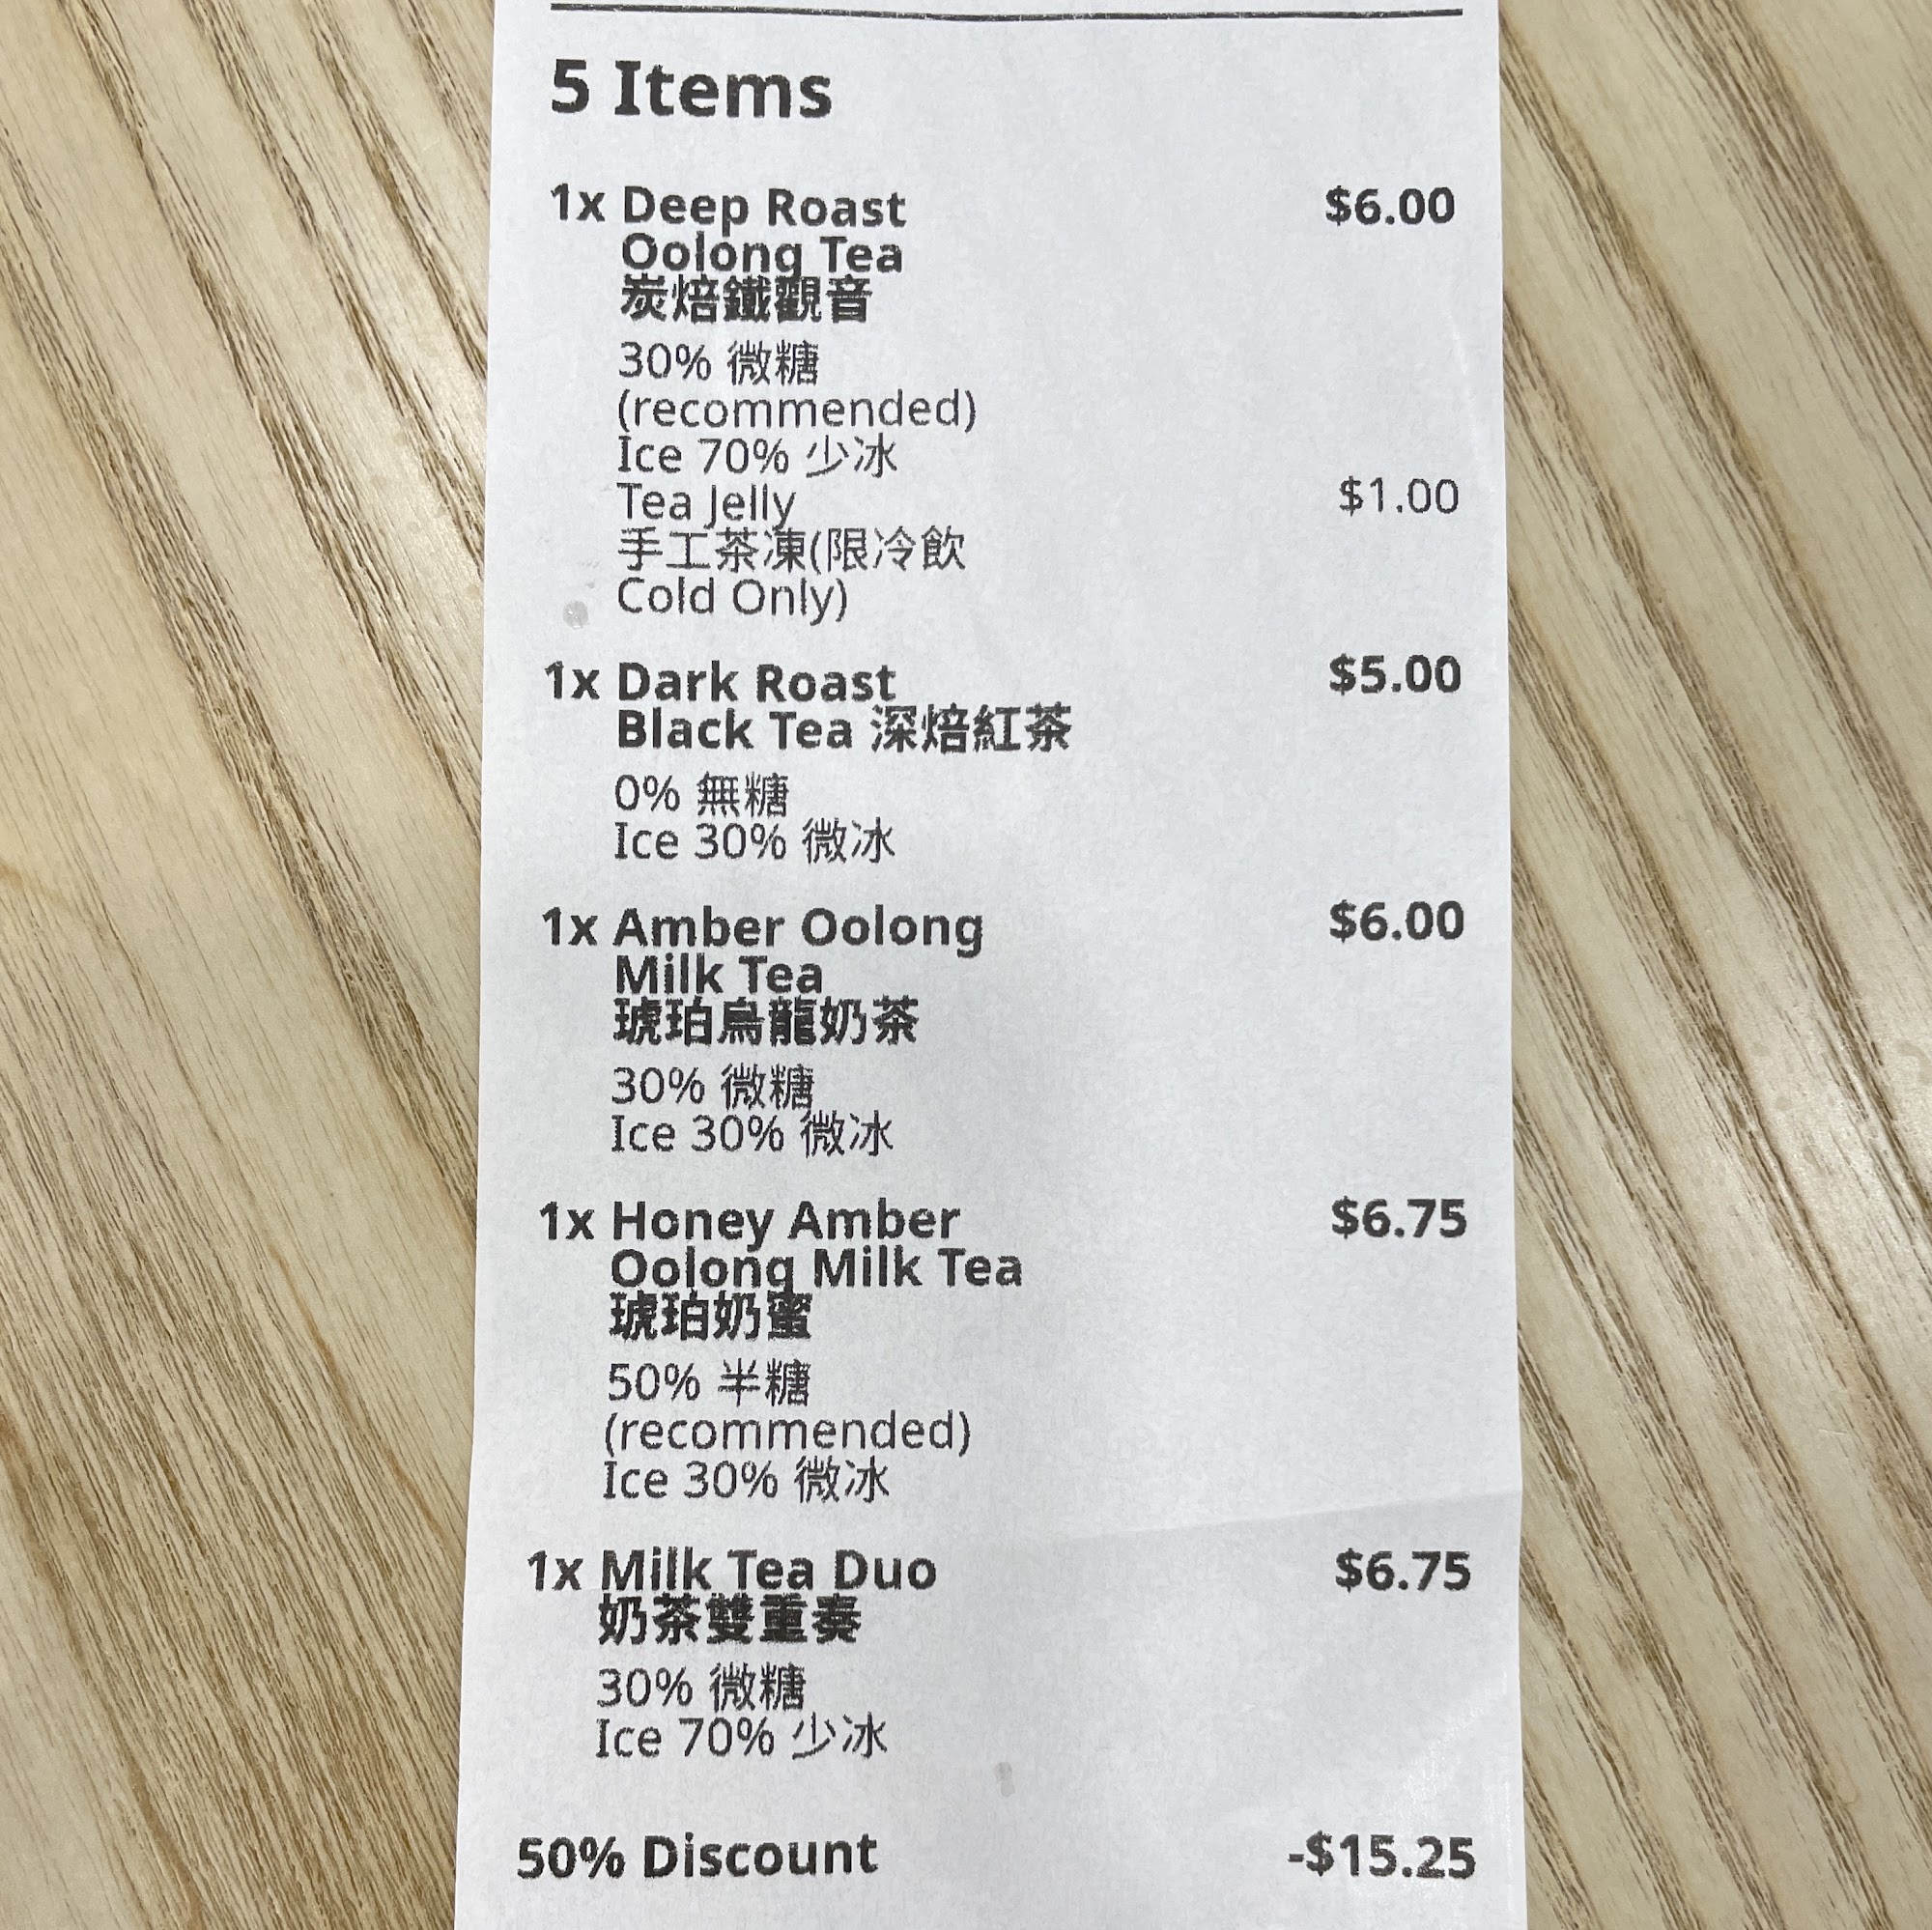 5 Items
1x Deep Roast $6.00
Oolong Tea
炭焙鐵觀音
30% 微糖
(recommended)
Ice 70% 少冰
Tea Jelly $1.00
手工茶凍(限冷飲
Cold Only)
1x Dark Roast $5.00
Black Tea 深焙紅茶
0% 無糖
Ice 30% 微冰
1x Amber Oolong $6.00
Milk Tea
琥珀烏龍奶茶
30% 微糖
Ice 30% 微冰
1x Honey Amber $6.75
Oolong Milk Tea
琥珀奶蜜
50% 半糖
(recommended)
Ice 30% 微冰
1x Milk Tea Duo $6.75
奶茶雙重奏
30% 微糖
Ice 70% 少冰
50% Discount -$15.25